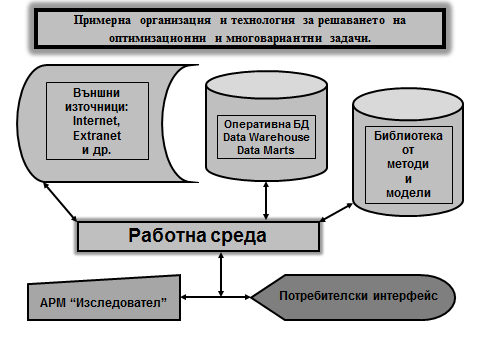 Примерна организация и технология за решаването на
оптимизационни и многовариантни задачи.
Външни
източници:
Internet,
Extranet
и др.
Оперативна БД
Data Warehouse
Data Marts
Библиотека
от
методи
и
модели
Работна среда
АРМ “Изследовател”
Потребителски интерфейс